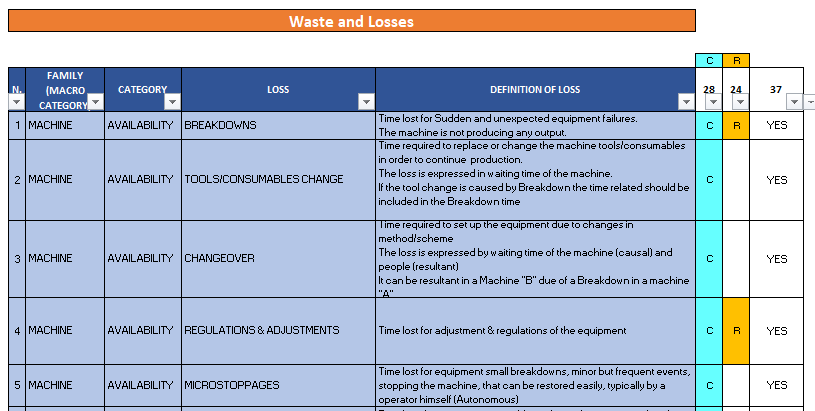 Waste and Losses
C R
N. FAMILY (MACRO CATEGORY CATEGORY LOSS DEFINITION OF LOSS 28 24 37
1 MACHINE AVAILABILITY BREAKDOWNS Time lost for Sudden and unexpected equipment failures.
The machine is not producing any output. C R YES
2 MACHINE AVAILABILITY TOOLS/CONSUMABLES CHANGE Time required to replace or change the machine tools/consumables
in order to continue production.
The loss is expressed in waiting time of the machine.
If the tool change is caused by Breakdown the time related should be
included in the Breakdown time C YES
3 MACHINE AVAILABILITY CHANGEOVER Time required to set up the equipment due to changes in
method/scheme
The loss is expressed by waiting time of the machine (causal) and
people (resultant)
It can be resultant in a Machine "B" due of a Breakdown in a machine
"A" C YES
4 MACHINE AVAILABILITY REGULATIONS & ADJUSTMENTS Time lost for adjustment & regulations of the equipment C R YES
5 MACHINE AVAILABILITY MICROSTOPPAGES Time lost for equipment small breakdowns, minor but frequent events,
stopping the machine, that can be restored easily, typically by a
operator himself (Autonomous) C YES